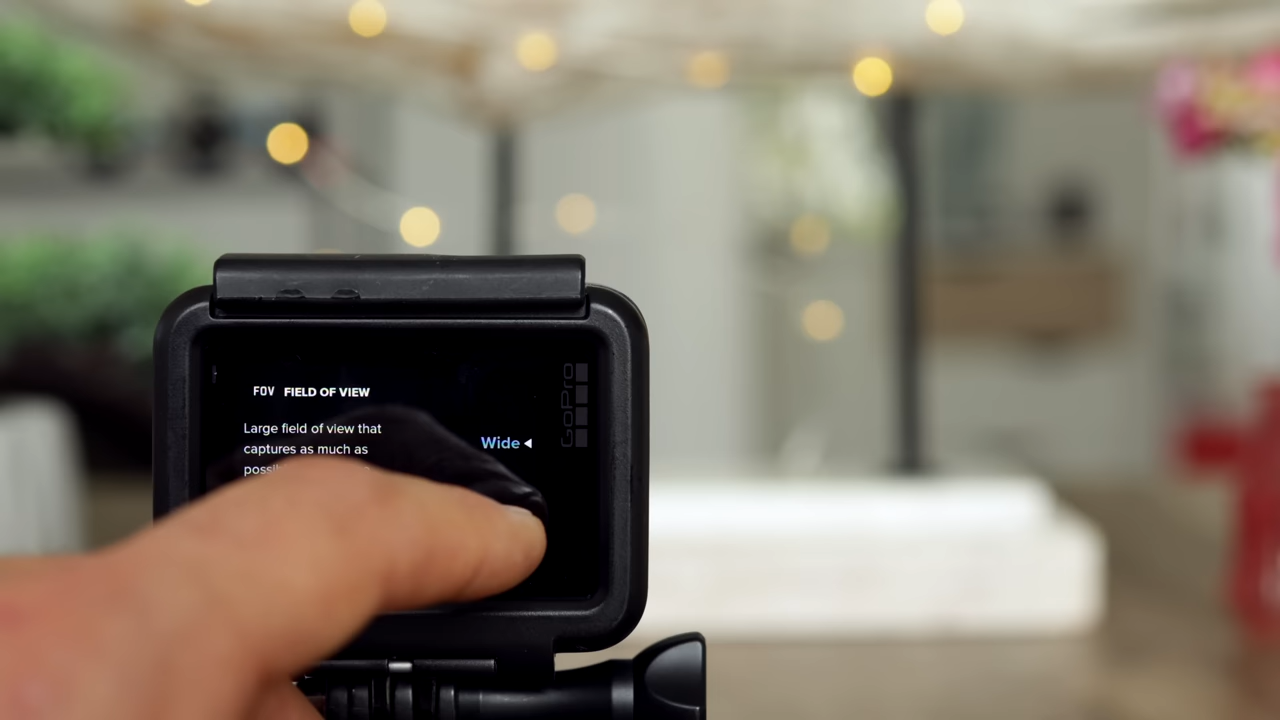 FOV FIELD OF VIEW
Large field of view that
captures as much as
Wide
GoPro